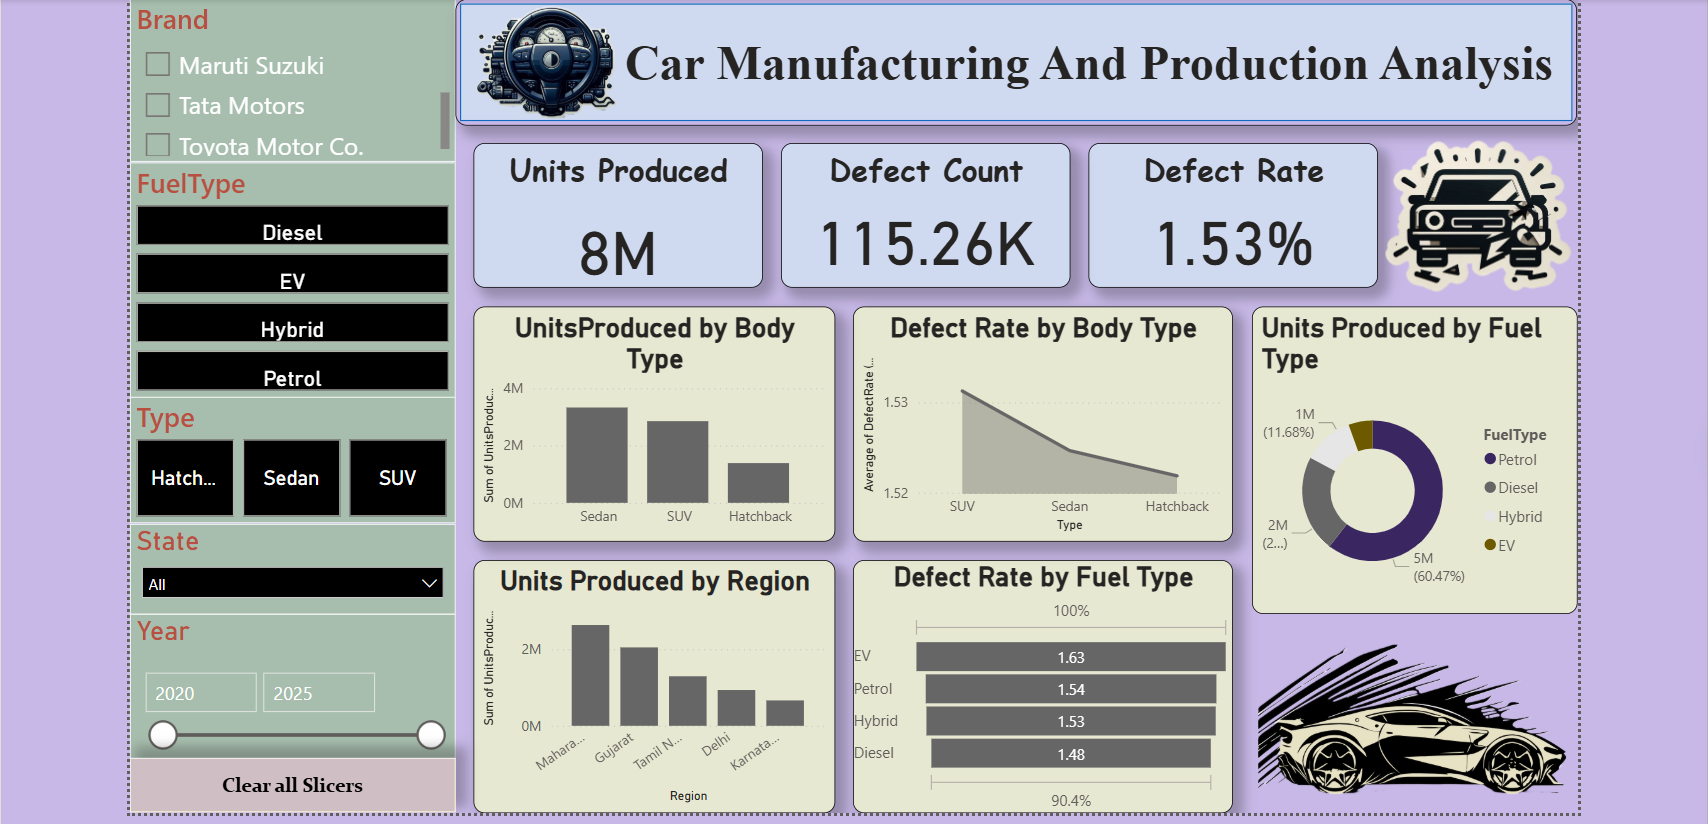 Brand
Maruti Suzuki
Tata Motors
Toyota Motor Co.
FuelType
Diesel
EV
Hybrid
Petrol
Type
Hatch...
Sedan
SUV
State
All
Year
2020
2025
Clear all Slicers
Car Manufacturing And Production Analysis
Units Produced
8M
Defect Count
115.26K
Defect Rate
1.53%
UnitsProduced by Body
Type
Sum of UnitsProduc...
4M
2M
0M
Sedan
SUV
Hatchback
Defect Rate by Body Type
Average of DefectRate (...
1.53
1.52
SUV
Sedan
Hatchback
Type
Units Produced by Fuel
Type
1M
(11.68%)
2M
(2...)
5M
(60.47%)
FuelType
Petrol
Diesel
Hybrid
EV
Units Produced by Region
Sum of UnitsProduc...
2M
0M
Mahara...
Gujarat
Tamil N...
Delhi
Karnata...
Region
Defect Rate by Fuel Type
100%
EV
1.63
Petrol
1.54
Hybrid
1.53
Diesel
1.48
90.4%